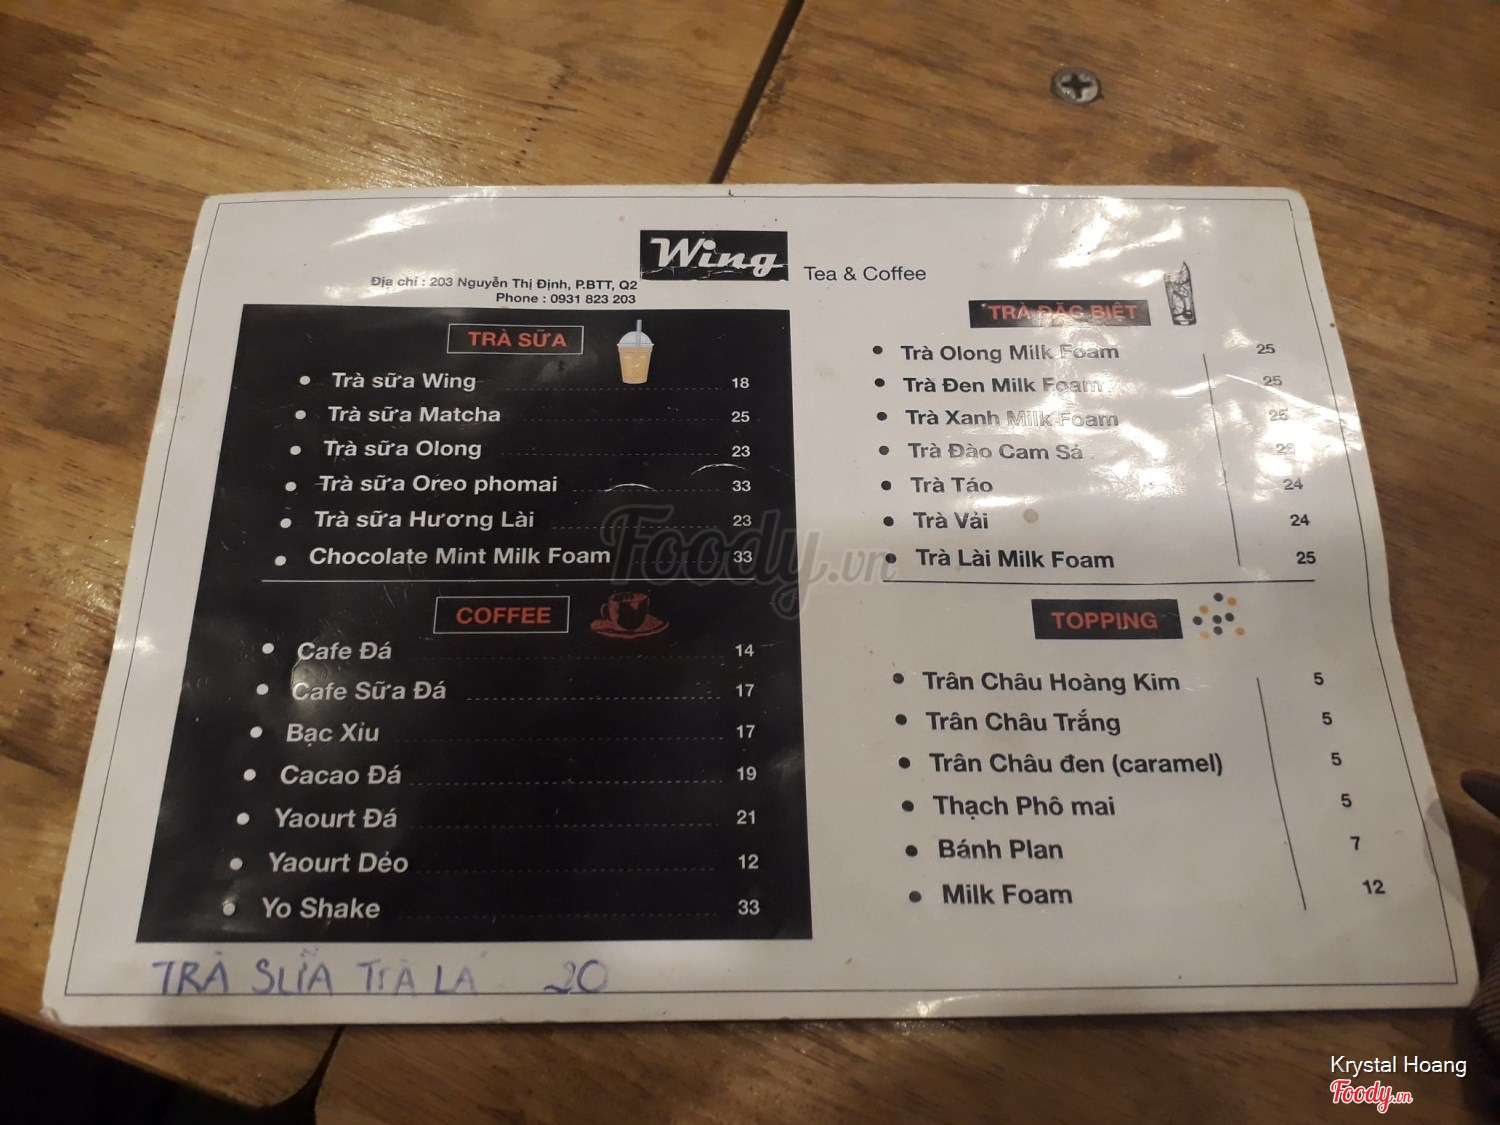 Wing
Tea & Coffee
Địa chỉ : 203 Nguyễn Thị Định, P.BTT, Q2
Phone : 0931 823 203
TRÀ SỮA
Trà sữa Wing 18
Trà sữa Matcha 25
Trà sữa Olong 23
Trà sữa Oreo phomai 33
Trà sữa Hương Lài 23
Chocolate Mint Milk Foam 33
COFFEE
Cafe Đá 14
Cafe Sữa Đá 17
Bạc Xỉu 17
Cacao Đá 19
Yaourt Đá 21
Yaourt Dẻo 12
Yo Shake 33
TRÀ ĐẶC BIỆT
Trà Olong Milk Foam 25
Trà Đen Milk Foam 25
Trà Xanh Milk Foam 25
Trà Đào Cam Sả
Trà Táo 24
Trà Vải 24
Trà Lài Milk Foam 25
TOPPING
Trân Châu Hoàng Kim 5
Trân Châu Trắng 5
Trân Châu đen (caramel) 5
Thạch Phô mai 5
Bánh Plan 7
Milk Foam 12
TRÀ SỮA TRÀ LÁ 20
Foody.vn
Krystal Hoang
Foody.vn